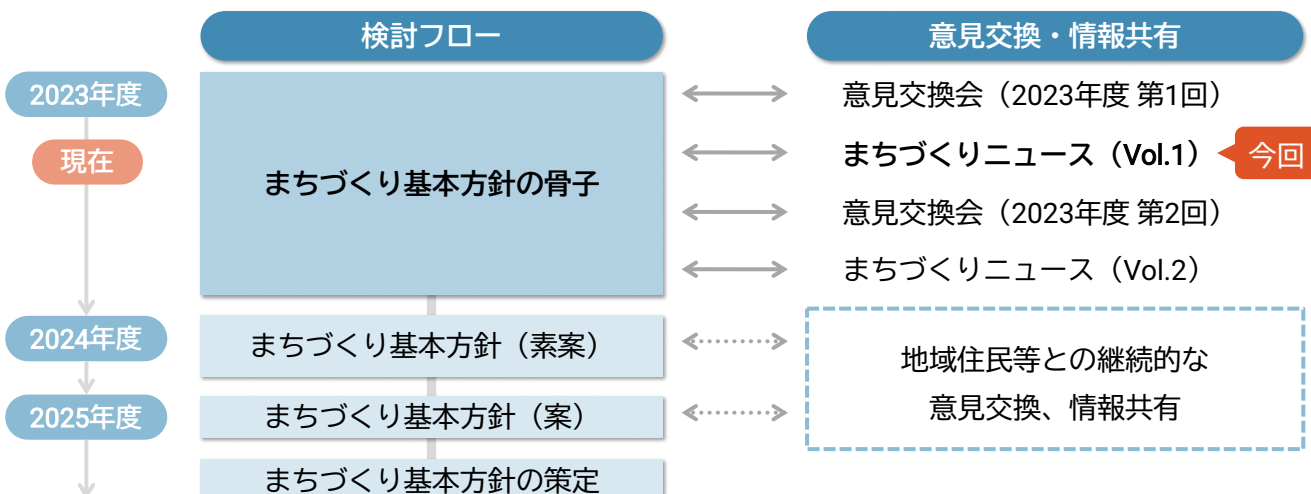 検討フロー
意見交換・情報共有
2023年度
現在
まちづくり基本方針の骨子
意見交換会（2023年度 第1回）
まちづくりニュース（Vol.1）
今回
意見交換会（2023年度 第2回）
まちづくりニュース（Vol.2）
2024年度
まちづくり基本方針（素案）
地域住民等との継続的な
意見交換、情報共有
2025年度
まちづくり基本方針（案）
まちづくり基本方針の策定